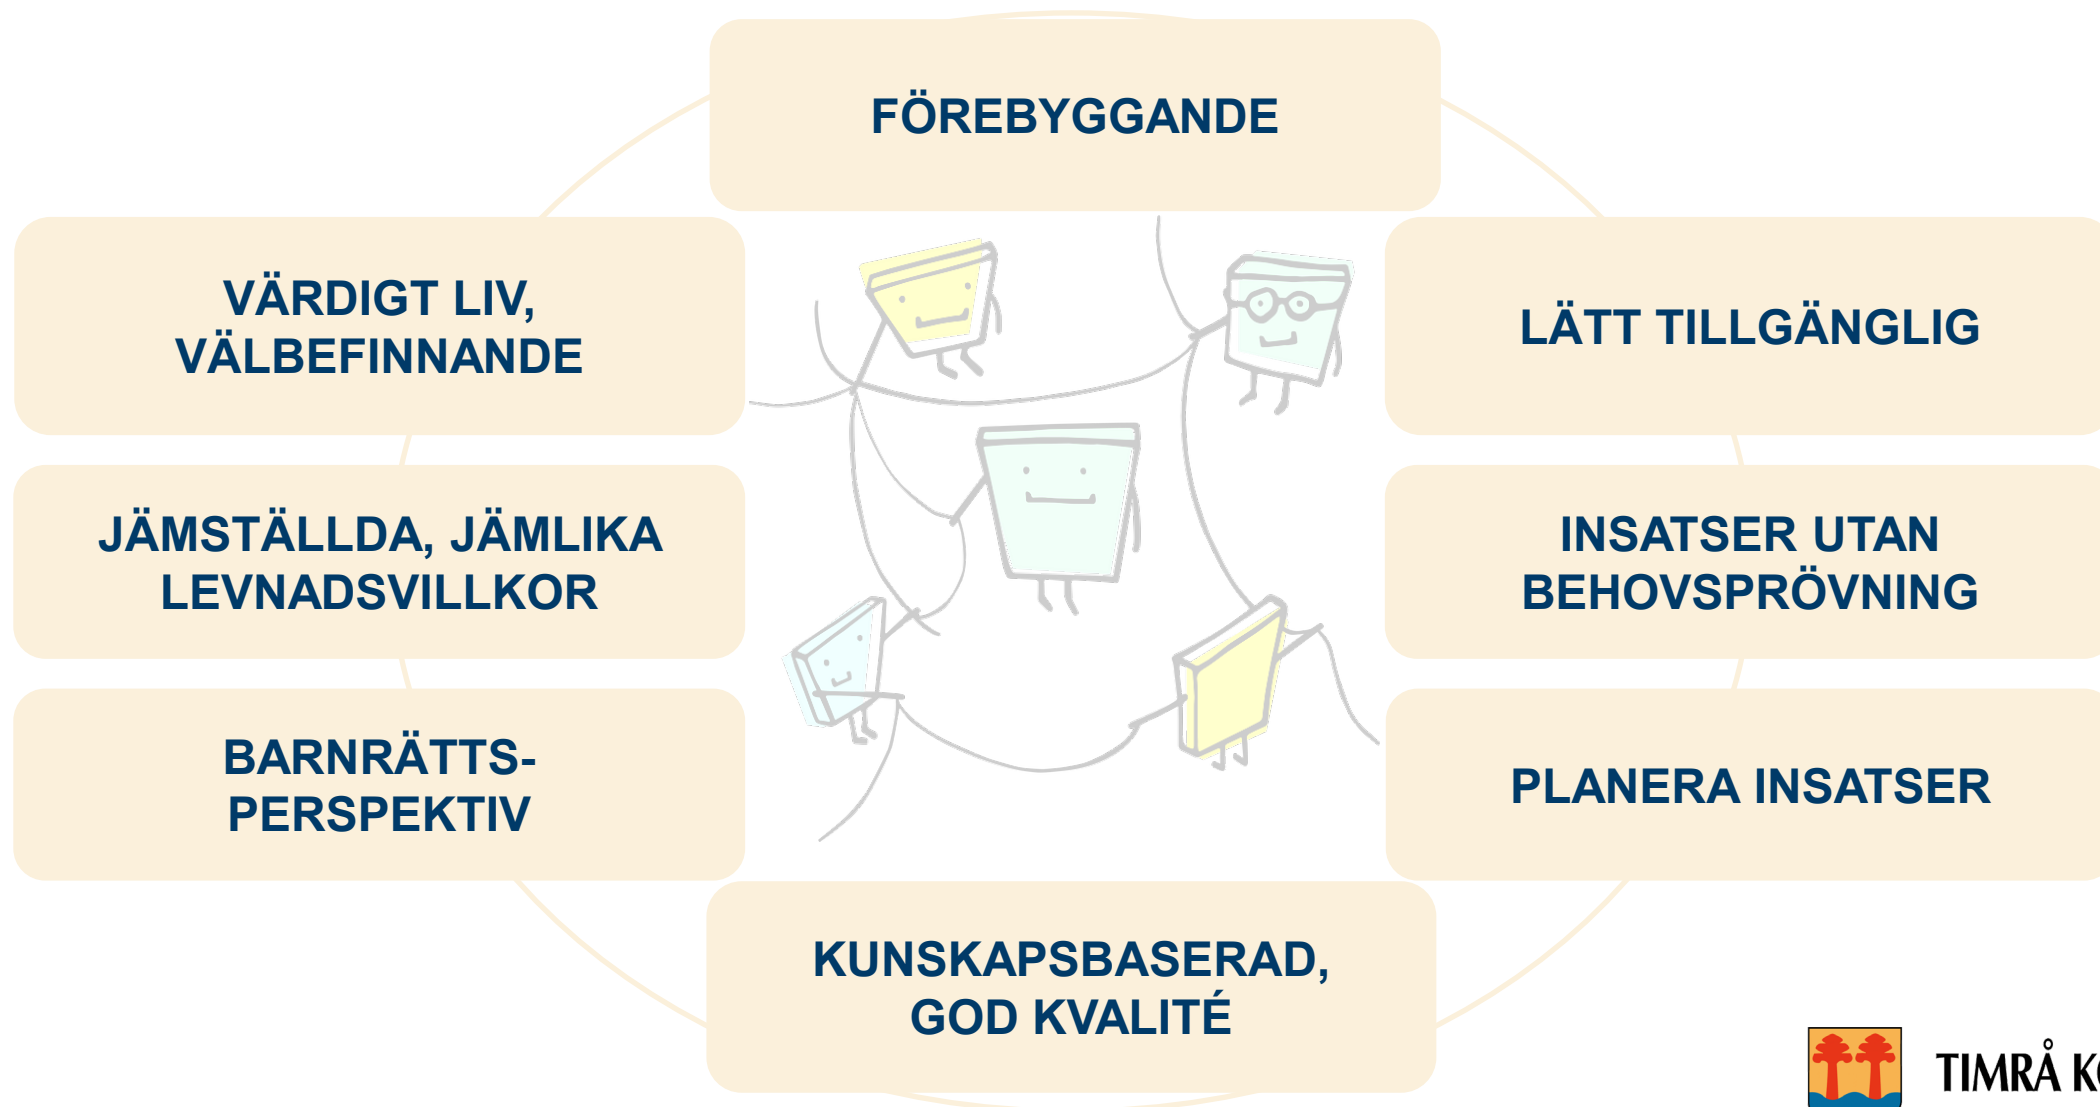 FÖREBYGGANDE
VÄRDIGT LIV,
VÄLBEFINNANDE
LÄTT TILLGÄNGLIG
JÄMSTÄLLDA, JÄMLIKA
LEVNADSVILLKOR
INSATSER UTAN
BEHOVSPRÖVNING
BARNRÄTTS-
PERSPEKTIV
PLANERA INSATSER
KUNSKAPSBASERAD,
GOD KVALITÉ
TIMRÅ